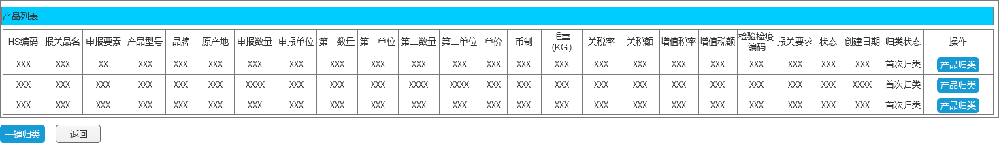 产品列表
HS编码 报关品名 申报要素 产品型号 品牌 原产地 申报数量 申报单位 第一数量 第一单位 第二数量 第二单位 单价 币制 毛重(KG) 关税率 关税额 增值税率 增值税额 检验检疫编码 报关要求 状态 创建日期 归类状态 操作
XXX XXX XX XXX XXX XXX XXX XXX XXX XXX XXX XXX XXX XXX XXX XXX XXX XXX XXX XXX XXX XXX XXX 首次归类 产品归类
XXX XXX XXX XXX XXX XXX XXXX XXX XXX XXX XXXX XXXX XXX XXX XXX XXX XXX XXX XXX XXX XXX XXX XXXX 首次归类 产品归类
XXX XXX XXX XXX XXX XXX XXX XXX XXX XXX XXX XXX XXX XXX XXX XXX XXX XXX XXX XXX XXX XXX XXX 首次归类 产品归类
一键归类 返回